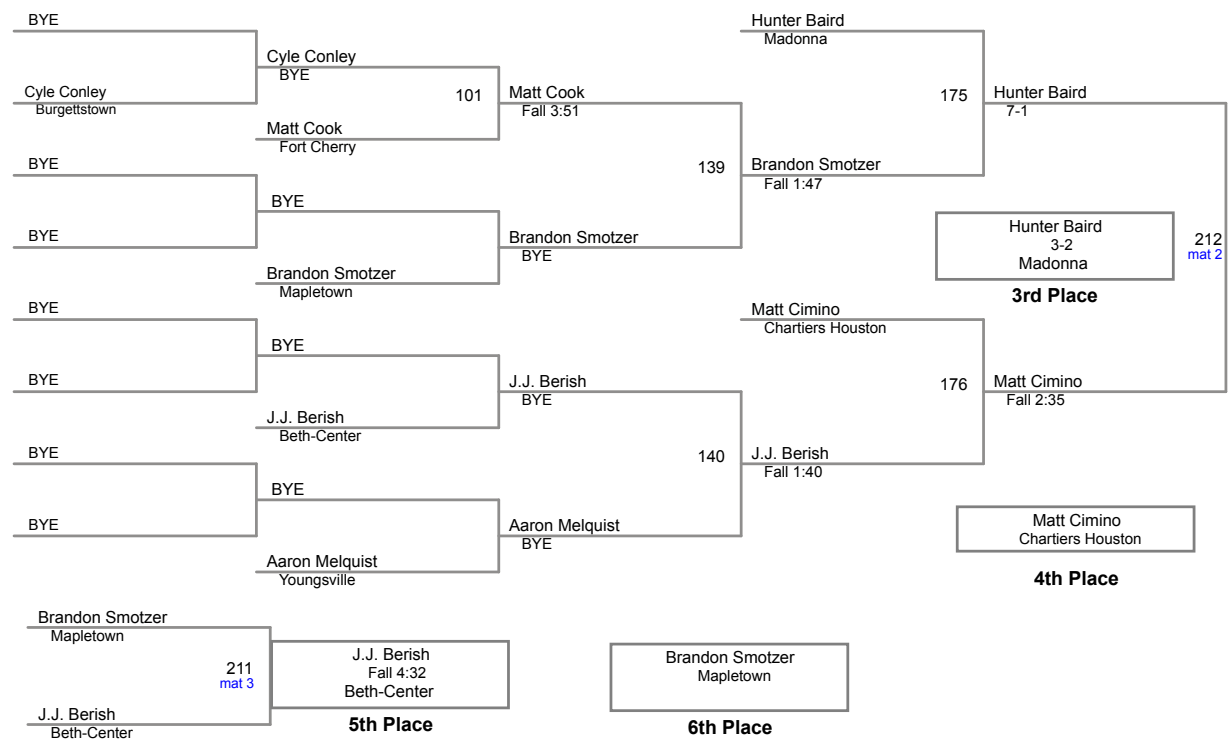 BYE
Cyle Conley
BYE
Cyle Conley
Burgettstown
101
Matt Cook
Fall 3:51
Matt Cook
Fort Cherry
BYE
139
BYE
BYE
Brandon Smotzer
BYE
Brandon Smotzer
Mapletown
Hunter Baird
Madonna
175
Hunter Baird
7-1
Brandon Smotzer
Fall 1:47
Hunter Baird
3-2
Madonna
3rd Place
212
mat 2
BYE
BYE
BYE
J.J. Berish
BYE
J.J. Berish
Beth-Center
BYE
140
BYE
BYE
Aaron Melquist
BYE
Aaron Melquist
Youngsville
Matt Cimino
Chartiers Houston
176
Matt Cimino
Fall 2:35
J.J. Berish
Fall 1:40
Matt Cimino
Chartiers Houston
4th Place
Brandon Smotzer
Mapletown
211
mat 3
J.J. Berish
Beth-Center
J.J. Berish
Fall 4:32
Beth-Center
5th Place
Brandon Smotzer
Mapletown
6th Place